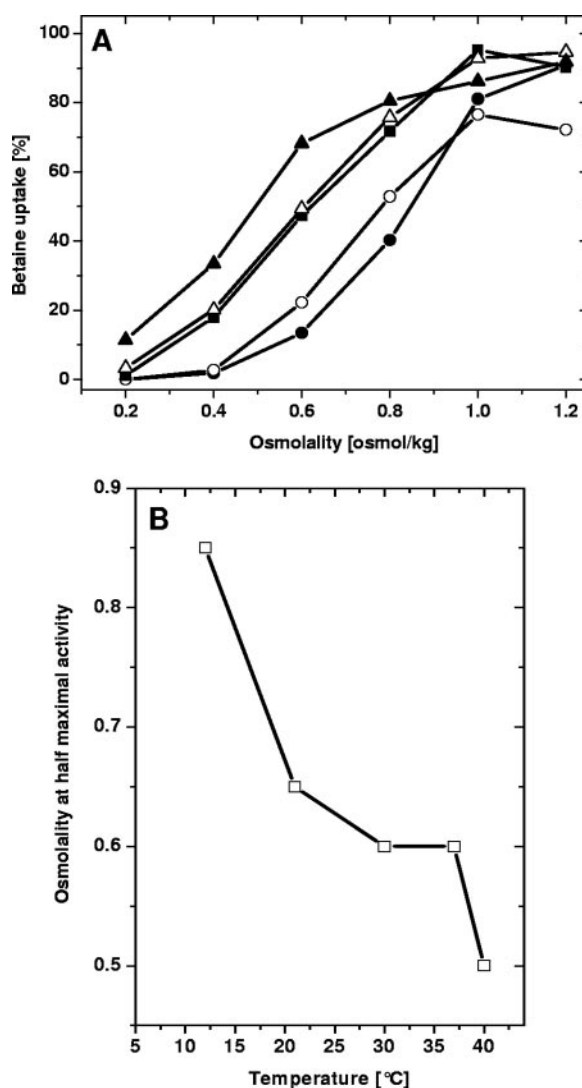 A
Betaine uptake [%]
100
80
60
40
20
0
0.2 0.4 0.6 0.8 1.0 1.2
Osmolality [osmol/kg]
B
Osmolality at half maximal activity
0.9
0.8
0.7
0.6
0.5
5 10 15 20 25 30 35 40
Temperature [°C]